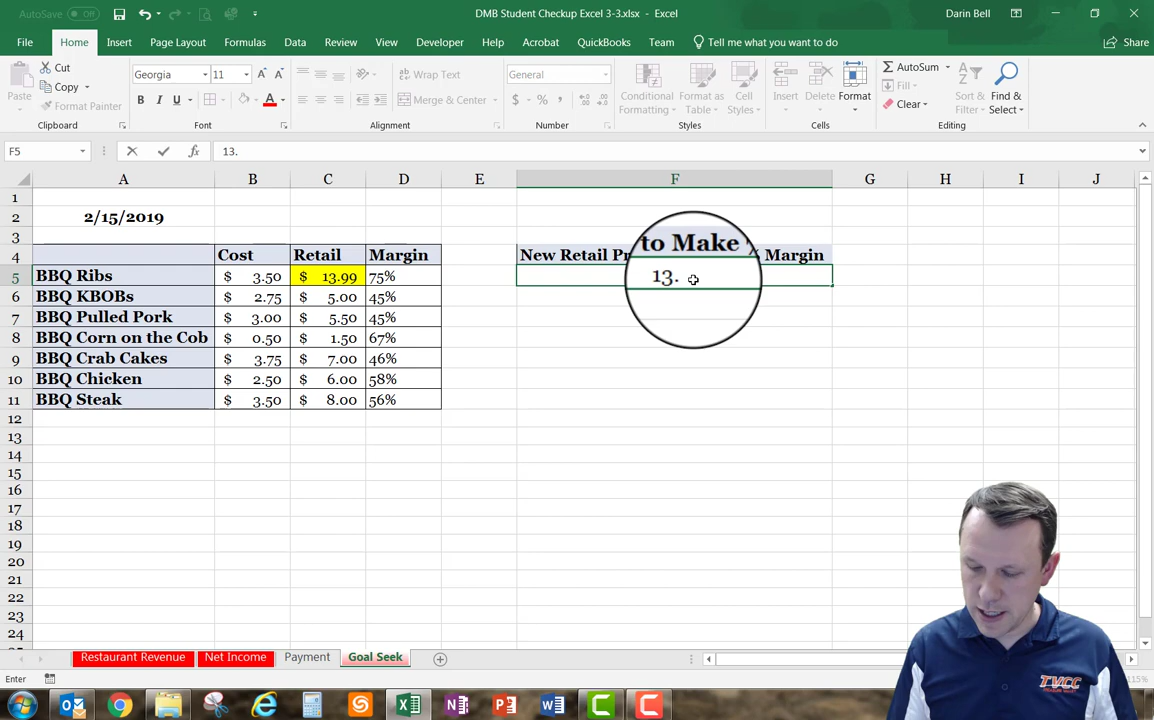 AutoSave Off
DMB Student Checkup Excel 3-3.xlsx - Excel
Darin Bell
File Home Insert Page Layout Formulas Data Review View Developer Help Acrobat QuickBooks Team Tell me what you want to do Share
Paste Cut Copy Format Painter
Georgia 11
B I U A
Wrap Text
Merge & Center
General
$ % ,
Conditional Formatting Format as Table Cell Styles
Insert Delete Format
AutoSum Fill Clear
Sort & Filter Find & Select
Clipboard Font Alignment Number Styles Cells Editing
F5 fx 13.
A B C D E F G H I J
1
2 2/15/2019
3
4 Cost Retail Margin New Retail Pr to Make % Margin
5 BBQ Ribs $ 3.50 $ 13.99 75% 13.
6 BBQ KBOBs $ 2.75 $ 5.00 45%
7 BBQ Pulled Pork $ 3.00 $ 5.50 45%
8 BBQ Corn on the Cob $ 0.50 $ 1.50 67%
9 BBQ Crab Cakes $ 3.75 $ 7.00 46%
10 BBQ Chicken $ 2.50 $ 6.00 58%
11 BBQ Steak $ 3.50 $ 8.00 56%
12
13
14
15
16
17
18
19
20
21
22
23
24
Restaurant Revenue Net Income Payment Goal Seek
Enter
115%
TVCC